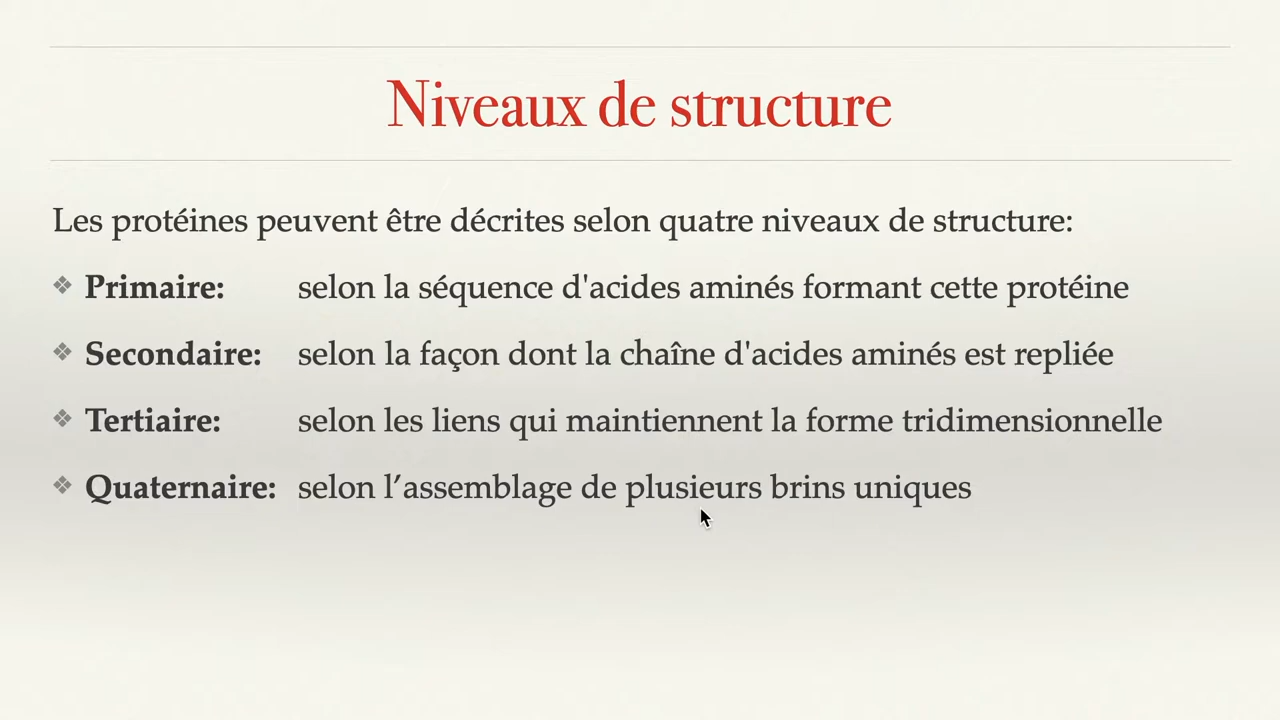 Niveaux de structure
Les protéines peuvent être décrites selon quatre niveaux de structure:
❖ Primaire: selon la séquence d'acides aminés formant cette protéine
❖ Secondaire: selon la façon dont la chaîne d'acides aminés est repliée
❖ Tertiaire: selon les liens qui maintiennent la forme tridimensionnelle
❖ Quaternaire: selon l’assemblage de plusieurs brins uniques